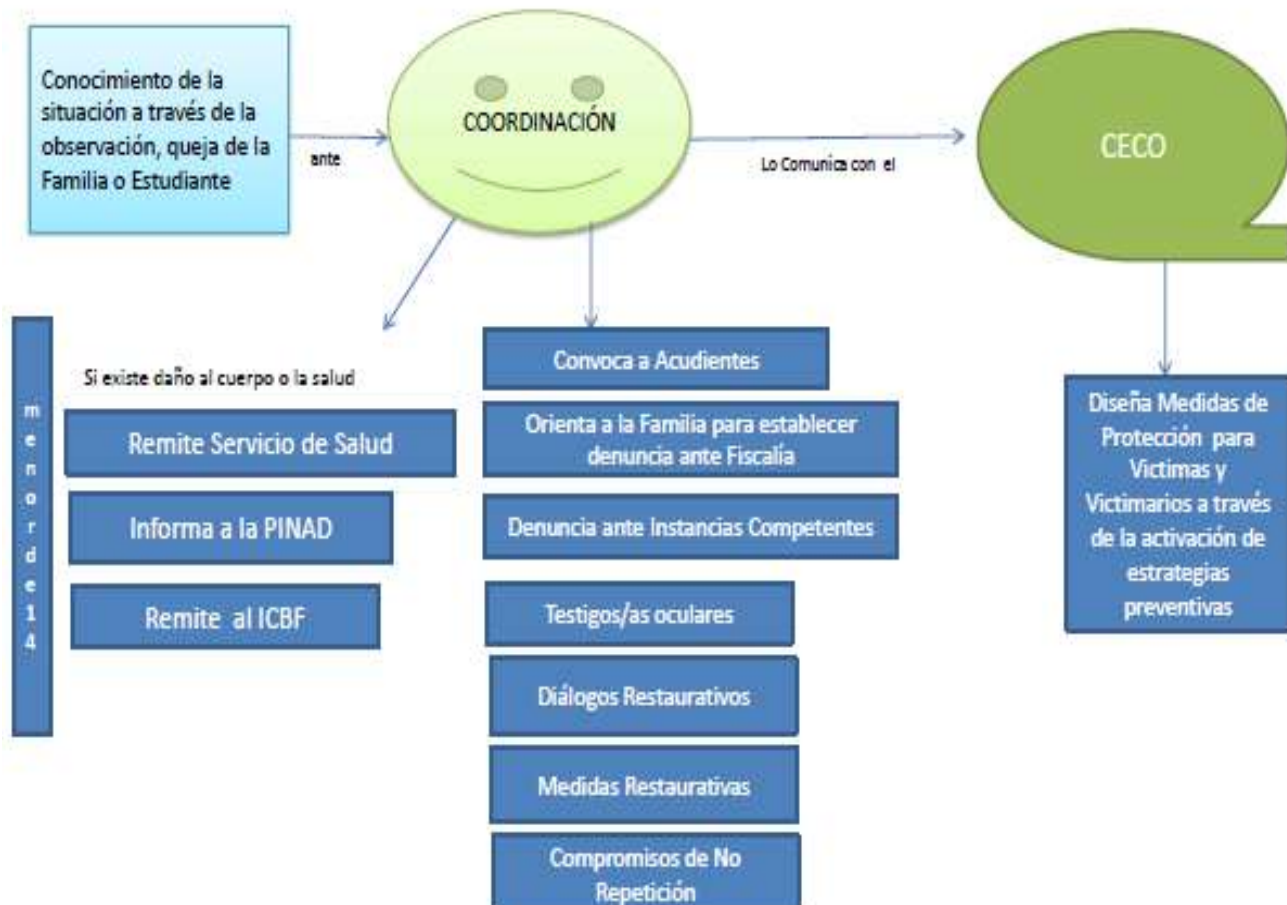 Conocimiento de la
situación a través de la
observación, queja de la
Familia o Estudiante
ante
COORDINACIÓN
Lo Comunica con el
CECO
menorde14
Si existe daño al cuerpo o la salud
Remite Servicio de Salud
Informa a la PINAD
Remite al ICBF
Convoca a Acudientes
Orienta a la Familia para establecer
denuncia ante Fiscalía
Denuncia ante Instancias Competentes
Testigos/as oculares
Diálogos Restaurativos
Medidas Restaurativas
Compromisos de No
Repetición
Diseña Medidas de
Protección para
Victimas y
Victimarios a través
de la activación de
estrategias
preventivas